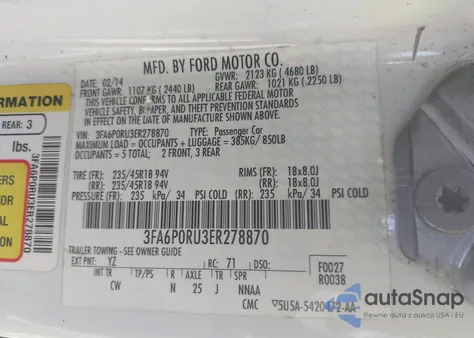 MFD. BY FORD MOTOR CO.
DATE: 02/14 GVWR: 2123 KG (4680 LB)
FRONT GAWR: 1107 KG (2440 LB) REAR GAWR: 1021 KG (2250 LB)
THIS VEHICLE CONFORMS TO ALL APPLICABLE FEDERAL MOTOR
VEHICLE SAFETY, BUMPER, AND THEFT PREVENTION STANDARDS
IN EFFECT ON THE DATE OF MANUFACTURE SHOWN ABOVE.
VIN: 3FA6P0RU3ER278870 TYPE: Passenger Car
MAXIMUM LOAD = OCCUPANTS + LUGGAGE = 385KG/850LB
OCCUPANTS = 5 TOTAL: 2 FRONT, 3 REAR
TIRE (FR): 235/45R18 94V RIMS (FR): 18x8.0J
TIRE (RR): 235/45R18 94V RIMS (RR): 18x8.0J
PRESSURE (FR): 235 kPa/ 34 PSI COLD (RR): 235 kPa/ 34 PSI COLD
3FA6P0RU3ER278870
TRAILER TOWING - SEE OWNER GUIDE
EXT PNT: YZ RC: 71 DSO: F0027
R0038
INT TR TP/PS R AXLE TR SPR
CW N 25 J NNAA
CMC 5U5A-5420472-AA
FORMATION
REAR: 3
lbs.
3FA6P0RU3ER278870
autoSnap
Pewne auta z aukcji USA i EU